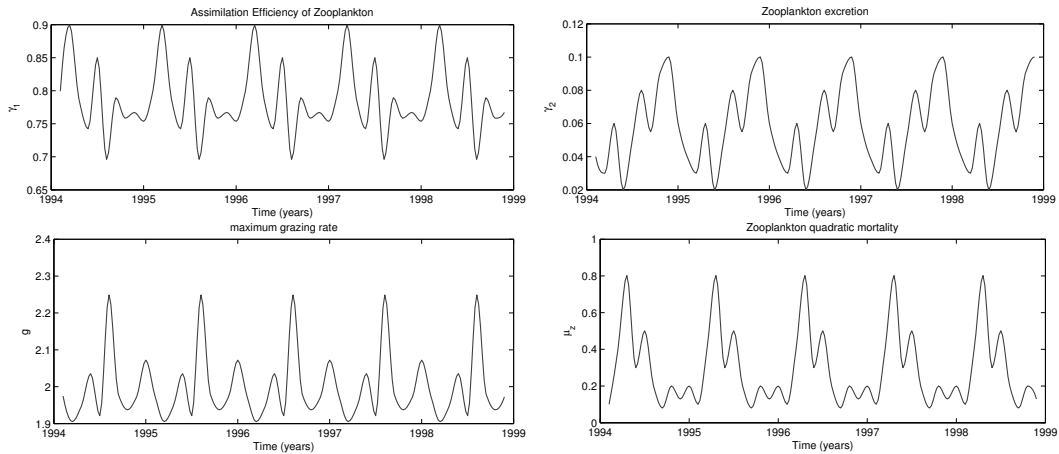 Assimilation Efficiency of Zooplankton
0.9
0.85
0.8
0.75
0.7
0.65
γ1
1994 1995 1996 1997 1998 1999
Time (years)
Zooplankton excretion
0.12
0.1
0.08
0.06
0.04
0.02
γ2
1994 1995 1996 1997 1998 1999
Time (years)
maximum grazing rate
2.4
2.3
2.2
2.1
2
1.9
g
1994 1995 1996 1997 1998 1999
Time (years)
Zooplankton quadratic mortality
1
0.8
0.6
0.4
0.2
0
μz
1994 1995 1996 1997 1998 1999
Time (years)